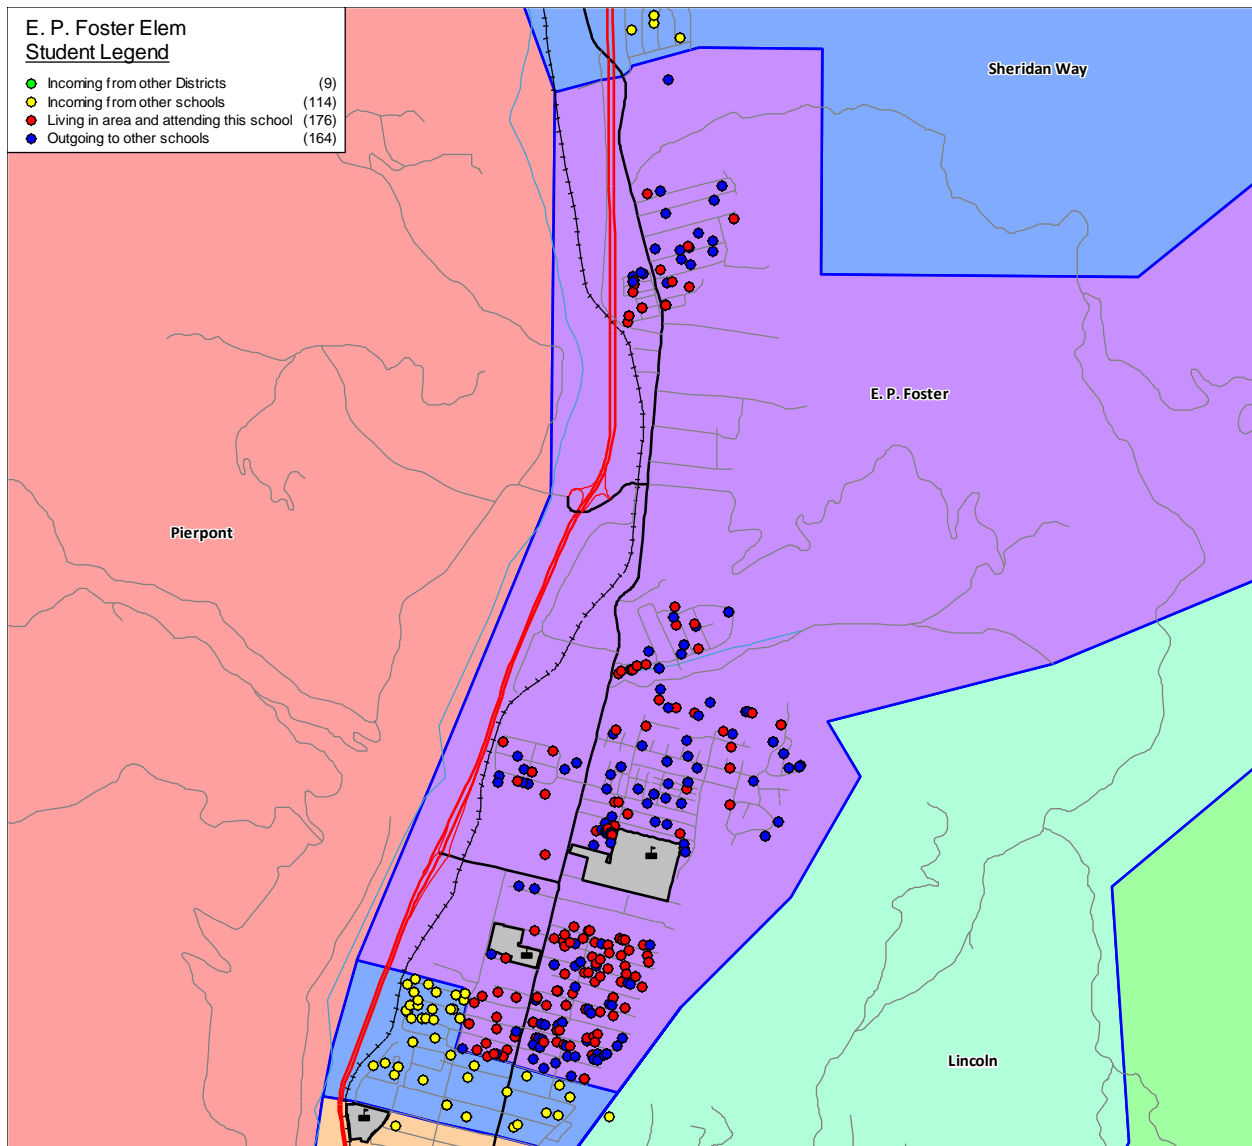 E. P. Foster Elem
Student Legend
Incoming from other Districts (9)
Incoming from other schools (114)
Living in area and attending this school (176)
Outgoing to other schools (164)
Sheridan Way
E. P. Foster
Pierpont
Lincoln